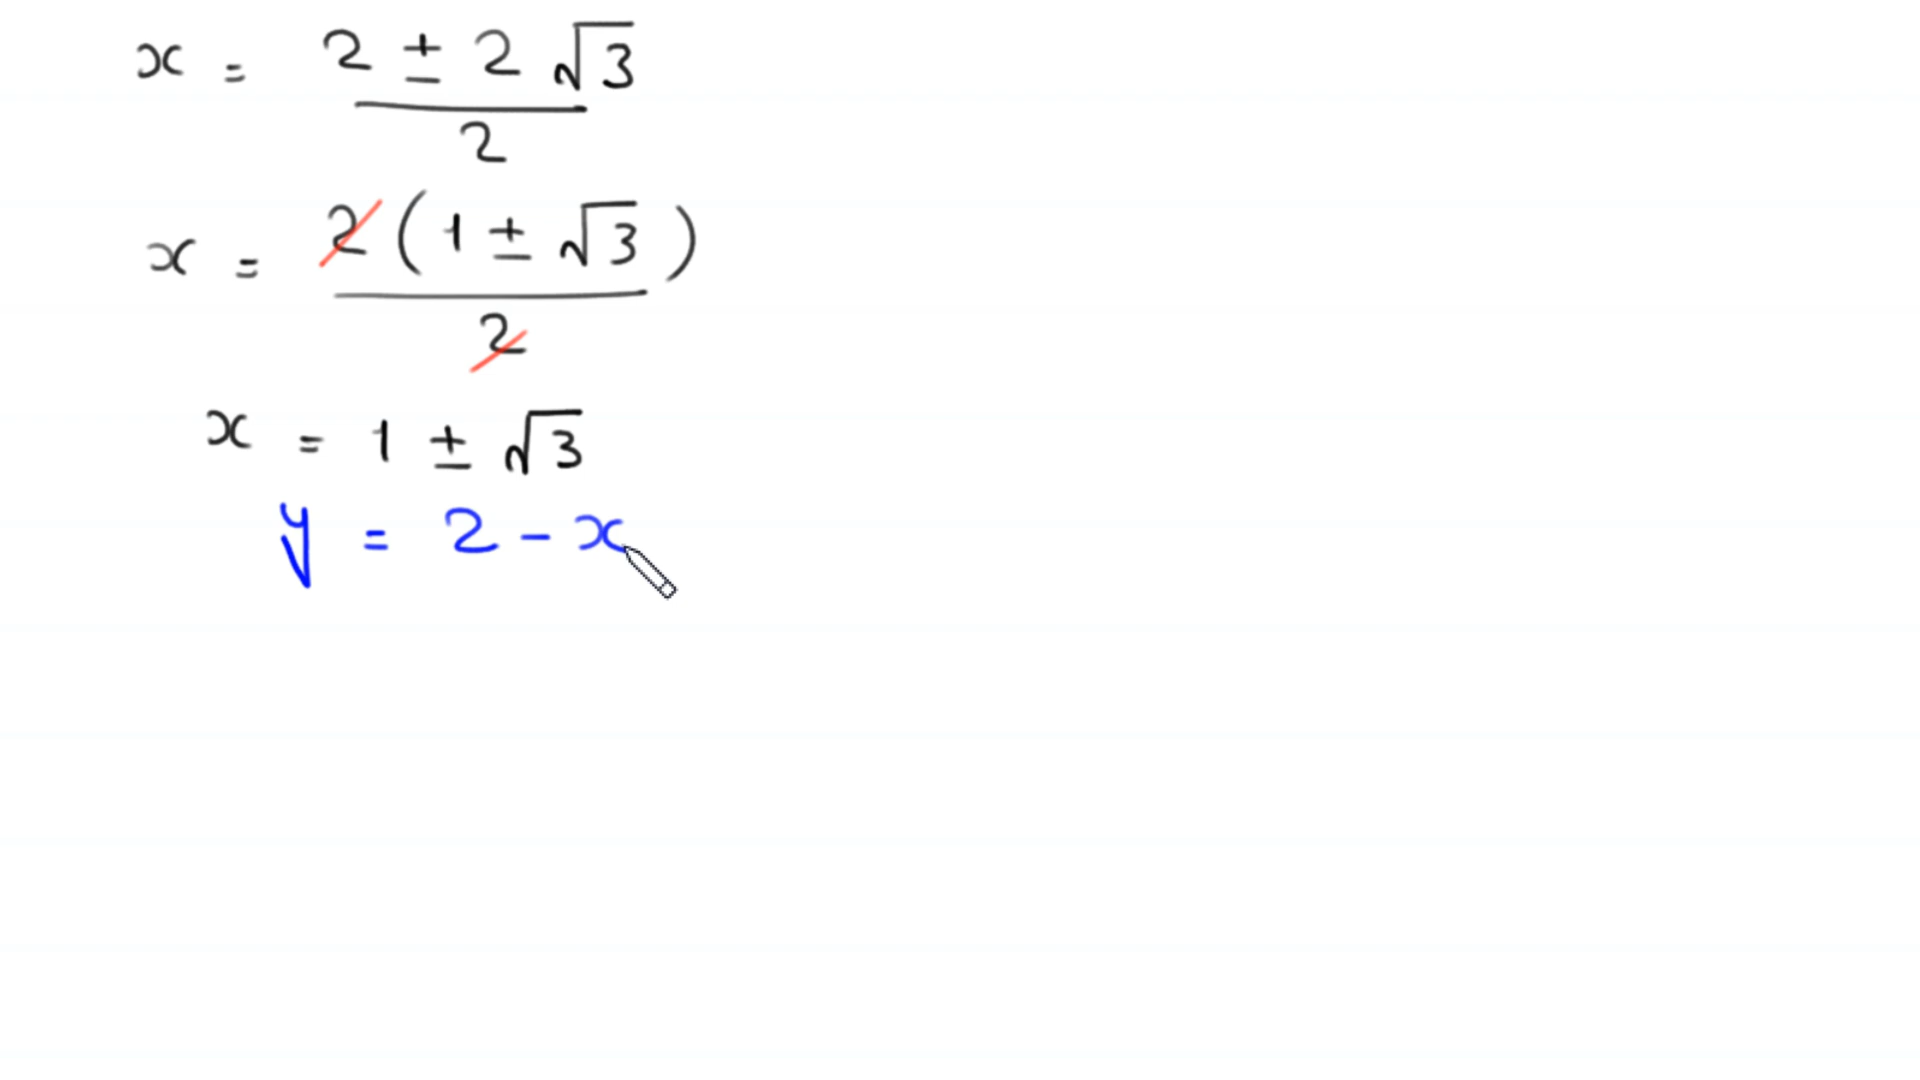 x = (2 ± 2√3)/2
x = 2(1 ± √3)/2
x = 1 ± √3
y = 2 - x